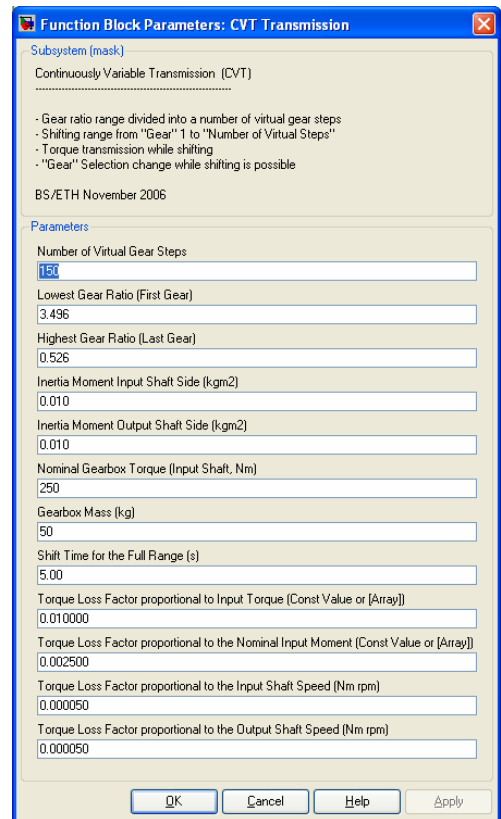 Function Block Parameters: CVT Transmission
Subsystem (mask)
Continuously Variable Transmission (CVT)
--------------------------------------------------------
- Gear ratio range divided into a number of virtual gear steps
- Shifting range from "Gear" 1 to "Number of Virtual Steps"
- Torque transmission while shifting
- "Gear" Selection change while shifting is possible
BS/ETH November 2006
Parameters
Number of Virtual Gear Steps
150
Lowest Gear Ratio (First Gear)
3.496
Highest Gear Ratio (Last Gear)
0.526
Inertia Moment Input Shaft Side (kgm2)
0.010
Inertia Moment Output Shaft Side (kgm2)
0.010
Nominal Gearbox Torque (Input Shaft, Nm)
250
Gearbox Mass (kg)
50
Shift Time for the Full Range (s)
5.00
Torque Loss Factor proportional to Input Torque (Const Value or [Array])
0.010000
Torque Loss Factor proportional to the Nominal Input Moment (Const Value or [Array])
0.002500
Torque Loss Factor proportional to the Input Shaft Speed (Nm rpm)
0.000050
Torque Loss Factor proportional to the Output Shaft Speed (Nm rpm)
0.000050
OK Cancel Help Apply